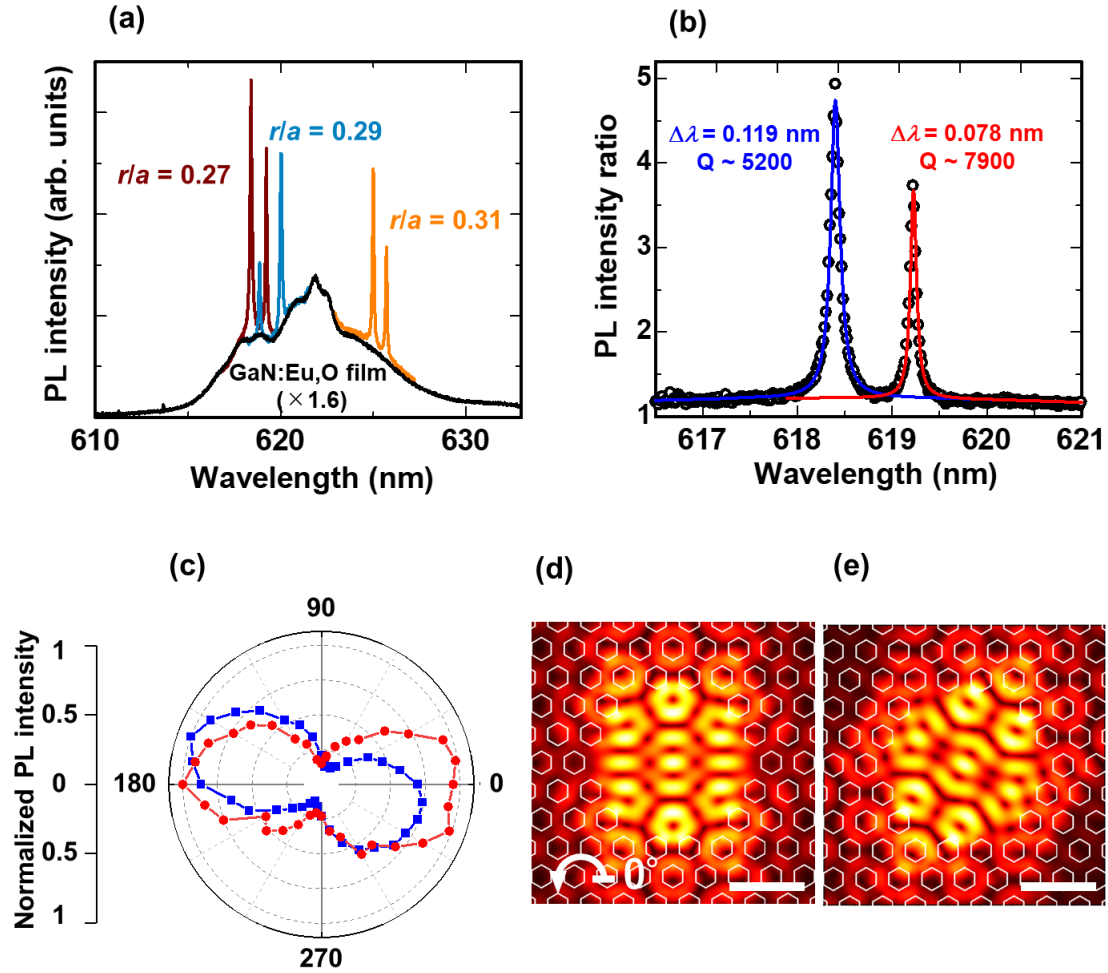 (a)
PL intensity (arb. units)
r/a = 0.27
r/a = 0.29
r/a = 0.31
GaN:Eu,O film
(×1.6)
610 620 630
Wavelength (nm)
(b)
PL intensity ratio
5
4
3
2
1
Δλ = 0.119 nm
Q ~ 5200
Δλ = 0.078 nm
Q ~ 7900
617 618 619 620 621
Wavelength (nm)
(c)
Normalized PL intensity
1
0.5
0
0.5
1
90
180
0
270
(d)
0°
(e)